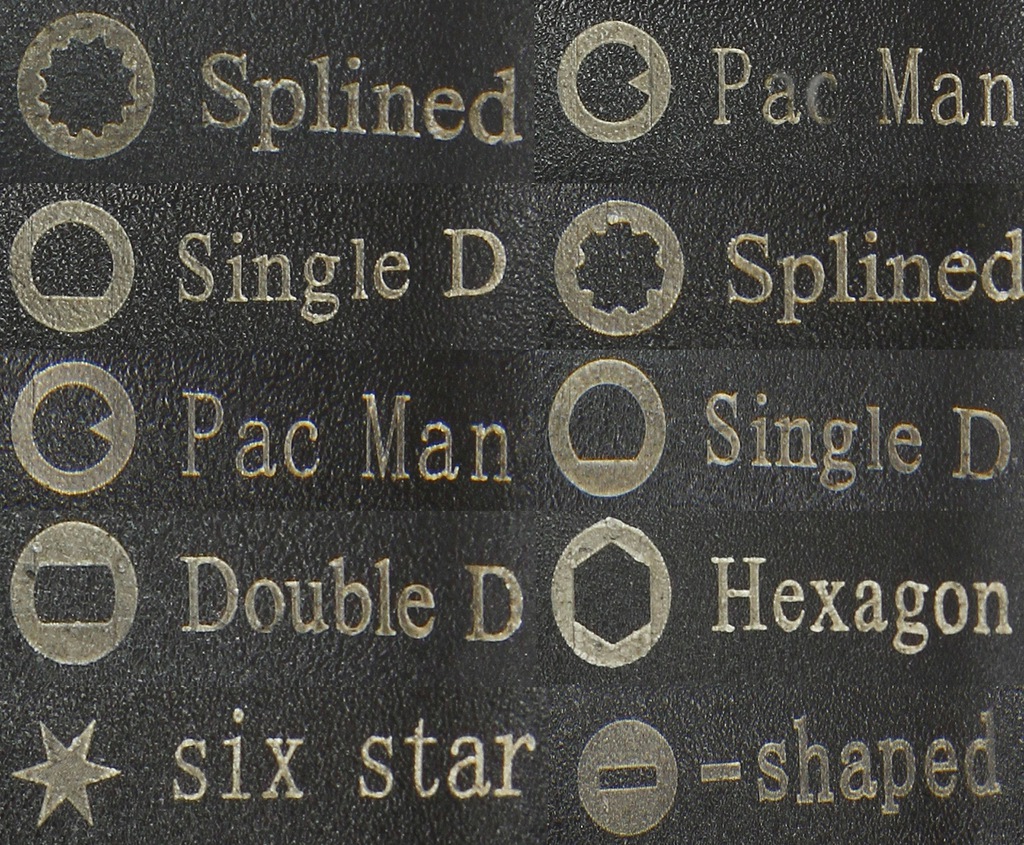 Splined
Pac Man
Single D
Splined
Pac Man
Single D
Double D
Hexagon
six star
-shaped